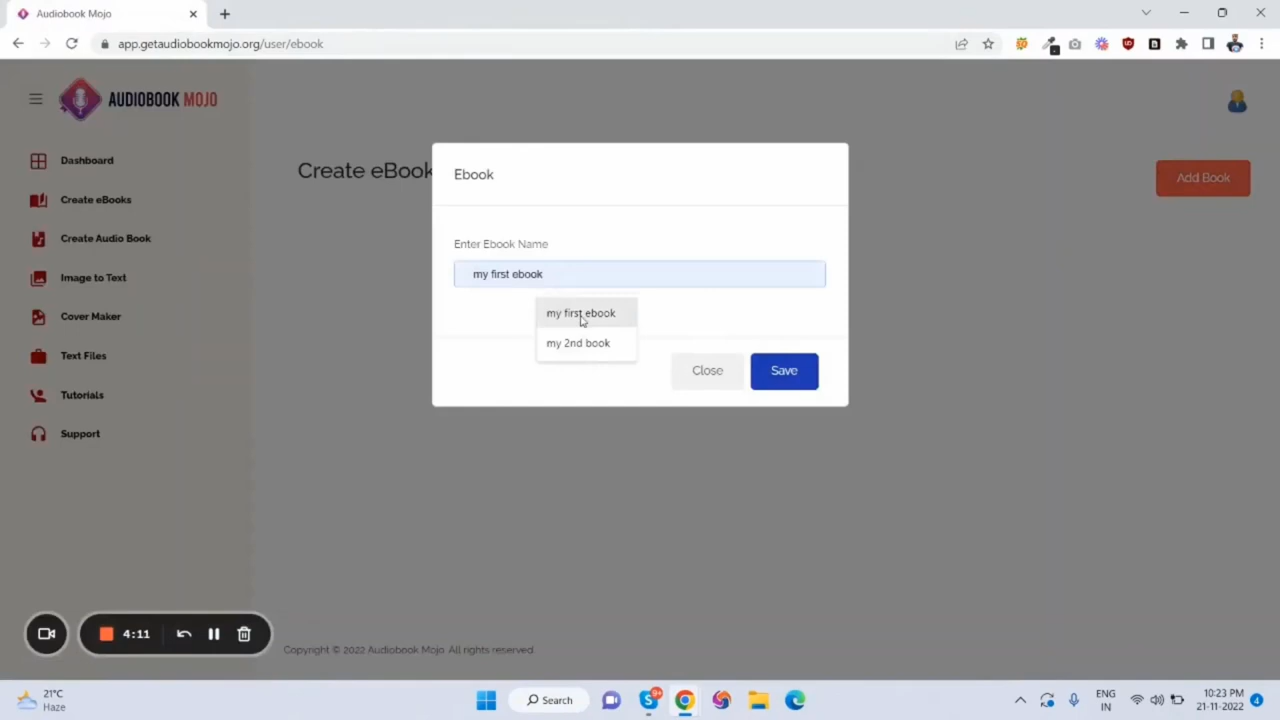 Audiobook Mojo
app.getaudiobookmojo.org/user/ebook
AUDIOBOOK MOJO
Dashboard
Create eBooks
Create Audio Book
Image to Text
Cover Maker
Text Files
Tutorials
Support
Create eBook
Add Book
Ebook
Enter Ebook Name
my first ebook
my first ebook
my 2nd book
Close
Save
4:11
Copyright © 2022 Audiobook Mojo. All rights reserved.
21°C
Haze
Search
9+
ENG
IN
10:23 PM
21-11-2022
4